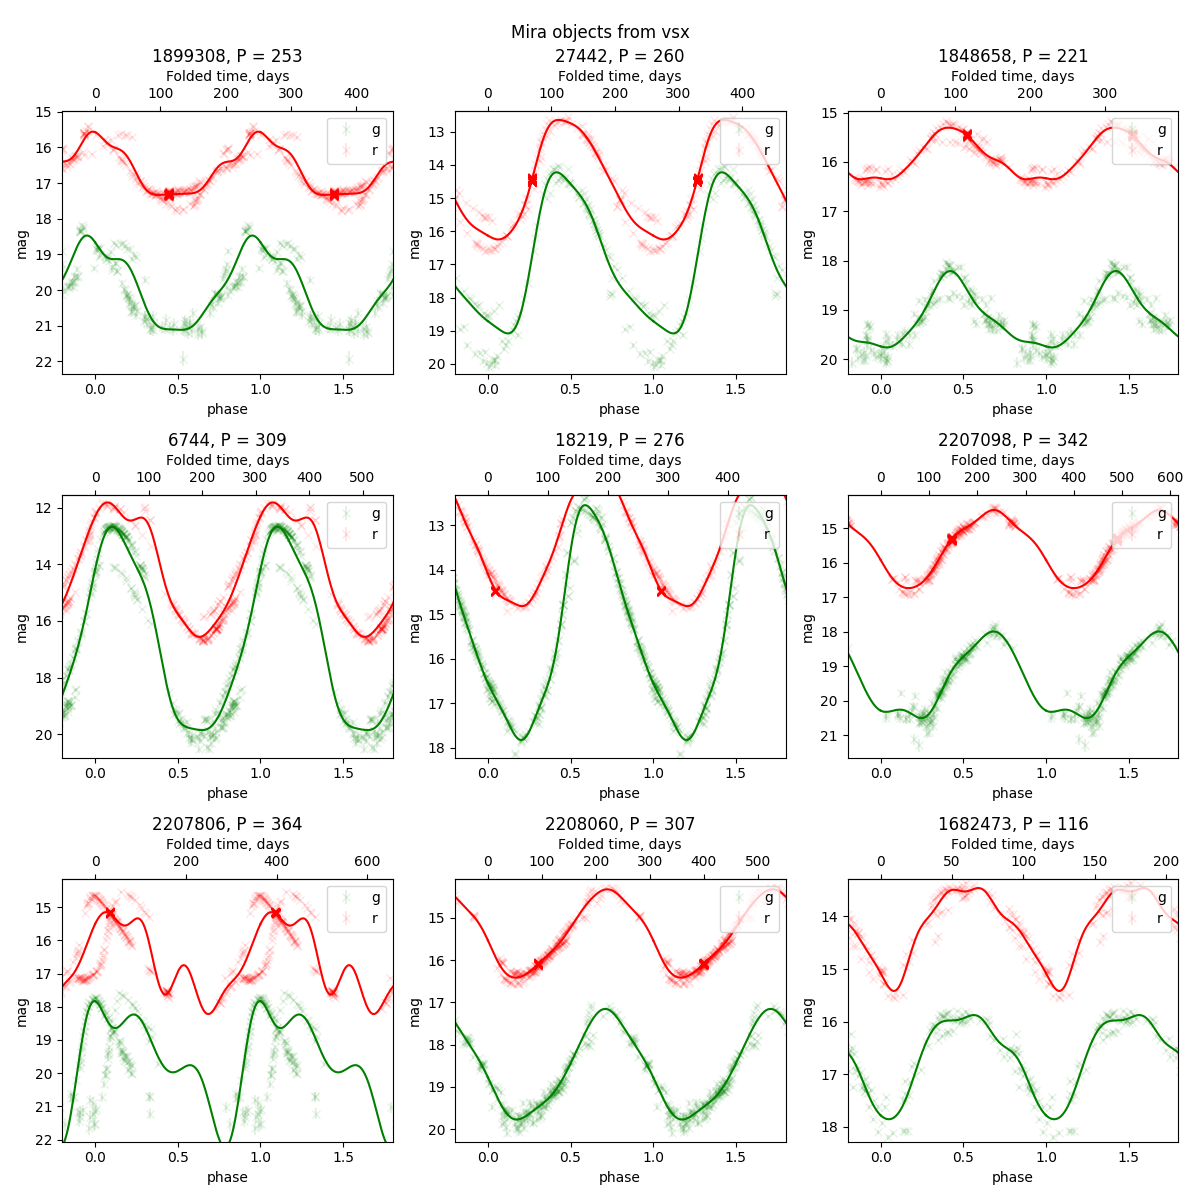 Mira objects from vsx
1899308, P = 253
Folded time, days
0 100 200 300 400
15
16
17
18
19
20
21
22
mag
g
r
0.0 0.5 1.0 1.5
phase
27442, P = 260
Folded time, days
0 100 200 300 400
13
14
15
16
17
18
19
20
mag
g
r
0.0 0.5 1.0 1.5
phase
1848658, P = 221
Folded time, days
0 100 200 300
15
16
17
18
19
20
mag
g
r
0.0 0.5 1.0 1.5
phase
6744, P = 309
Folded time, days
0 100 200 300 400 500
12
14
16
18
20
mag
g
r
0.0 0.5 1.0 1.5
phase
18219, P = 276
Folded time, days
0 100 200 300 400
13
14
15
16
17
18
mag
g
r
0.0 0.5 1.0 1.5
phase
2207098, P = 342
Folded time, days
0 100 200 300 400 500 600
15
16
17
18
19
20
21
mag
g
r
0.0 0.5 1.0 1.5
phase
2207806, P = 364
Folded time, days
0 200 400 600
15
16
17
18
19
20
21
22
mag
g
r
0.0 0.5 1.0 1.5
phase
2208060, P = 307
Folded time, days
0 100 200 300 400 500
15
16
17
18
19
20
mag
g
r
0.0 0.5 1.0 1.5
phase
1682473, P = 116
Folded time, days
0 50 100 150 200
14
15
16
17
18
mag
g
r
0.0 0.5 1.0 1.5
phase